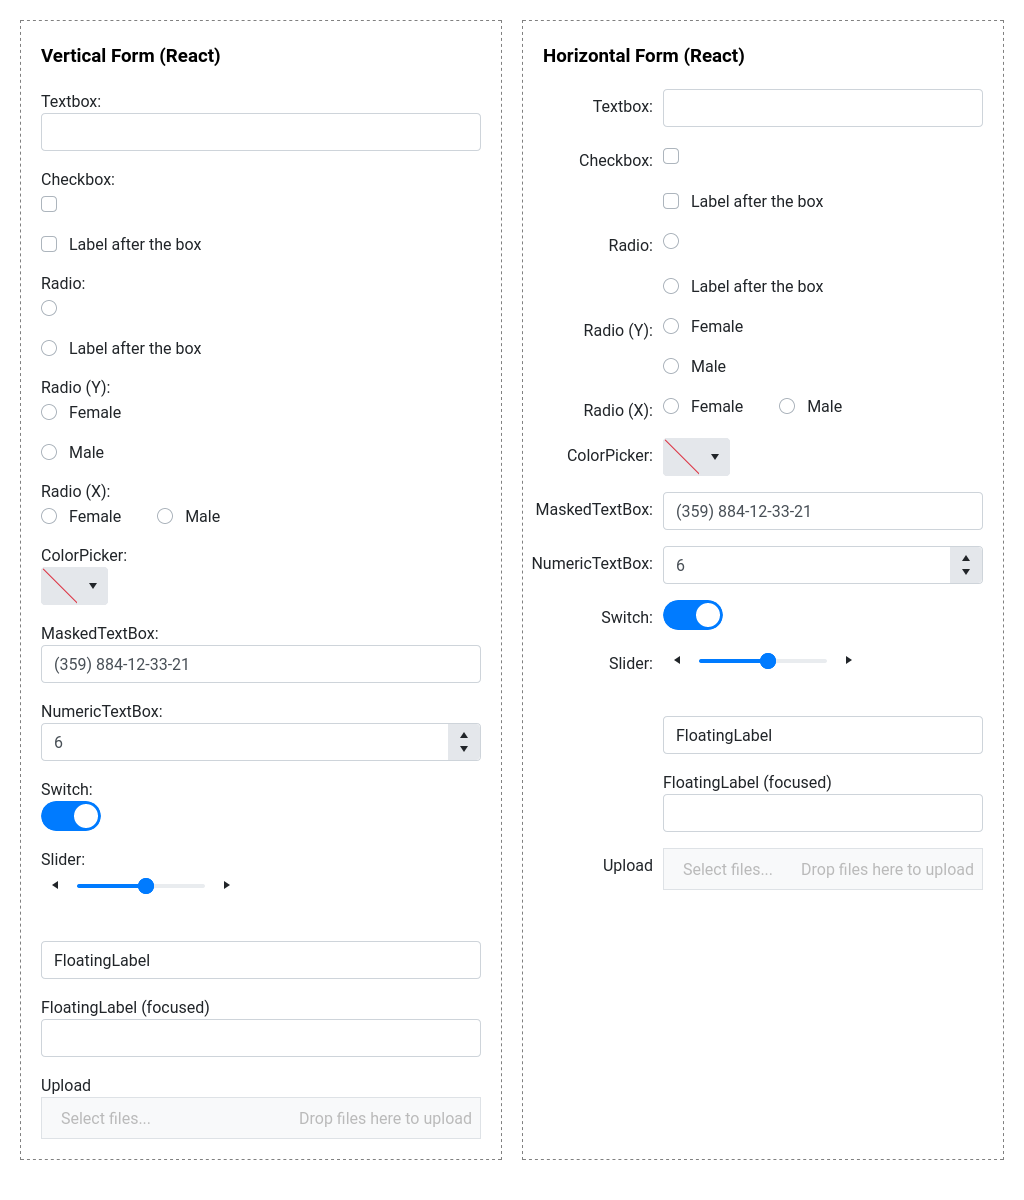 Vertical Form (React)
Textbox:
Checkbox:
Label after the box
Radio:
Label after the box
Radio (Y):
Female
Male
Radio (X):
Female Male
ColorPicker:
MaskedTextBox:
(359) 884-12-33-21
NumericTextBox:
6
Switch:
Slider:
FloatingLabel
FloatingLabel (focused)
Upload
Select files... Drop files here to upload
Horizontal Form (React)
Textbox:
Checkbox:
Label after the box
Radio:
Label after the box
Radio (Y): Female
Male
Radio (X): Female Male
ColorPicker:
MaskedTextBox: (359) 884-12-33-21
NumericTextBox: 6
Switch:
Slider:
FloatingLabel
FloatingLabel (focused)
Upload Select files... Drop files here to upload